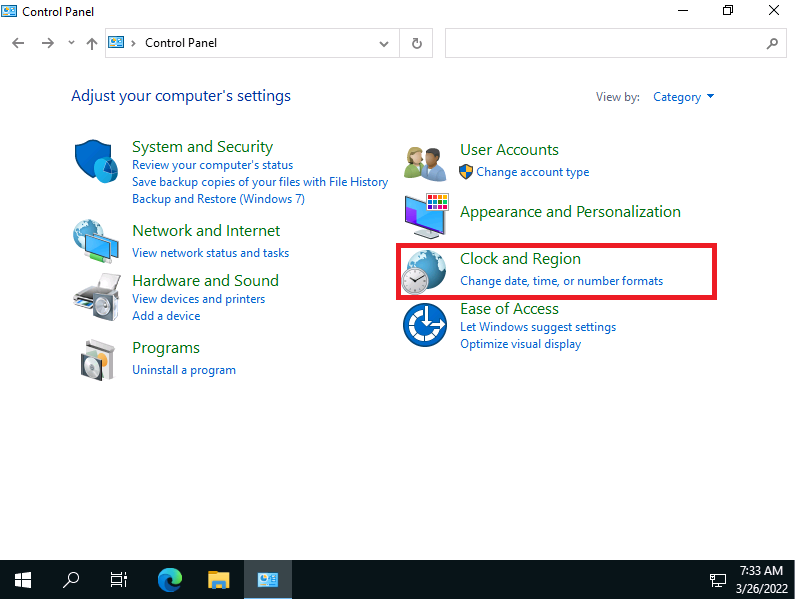 Control Panel
Control Panel
Adjust your computer's settings
View by: Category
System and Security
Review your computer's status
Save backup copies of your files with File History
Backup and Restore (Windows 7)
Network and Internet
View network status and tasks
Hardware and Sound
View devices and printers
Add a device
Programs
Uninstall a program
User Accounts
Change account type
Appearance and Personalization
Clock and Region
Change date, time, or number formats
Ease of Access
Let Windows suggest settings
Optimize visual display
7:33 AM
3/26/2022